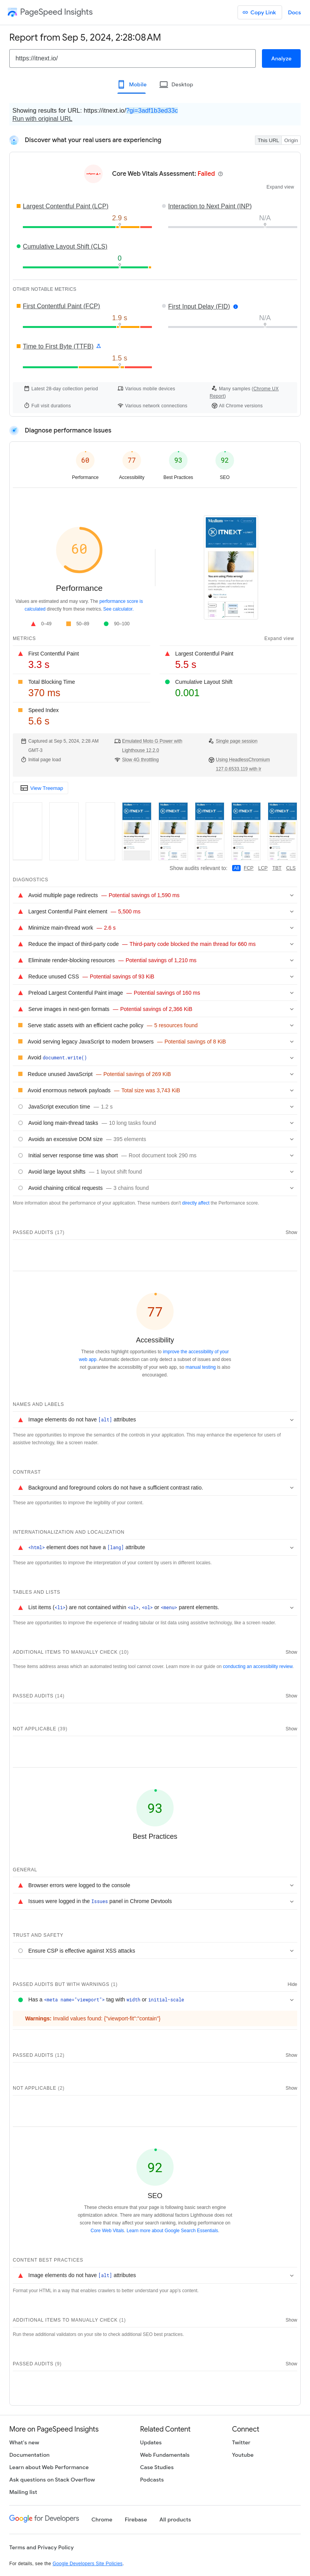 PageSpeed Insights
Copy Link
Docs
Report from Sep 5, 2024, 2:28:08 AM
https://itnext.io/
Analyze
Mobile
Desktop
Showing results for URL: https://itnext.io/?gi=3adf1b3ed33c
Run with original URL
Discover what your real users are experiencing
This URL
Origin
Core Web Vitals Assessment: Failed
Expand view
Largest Contentful Paint (LCP)
2.9 s
Interaction to Next Paint (INP)
N/A
Cumulative Layout Shift (CLS)
0
OTHER NOTABLE METRICS
First Contentful Paint (FCP)
1.9 s
First Input Delay (FID)
N/A
Time to First Byte (TTFB)
1.5 s
Latest 28-day collection period
Various mobile devices
Many samples (Chrome UX Report)
Full visit durations
Various network connections
All Chrome versions
Diagnose performance issues
60
77
93
92
Performance
Accessibility
Best Practices
SEO
60
Performance
Values are estimated and may vary. The performance score is
calculated directly from these metrics. See calculator.
0–49
50–89
90–100
Medium
ITNEXT
METRICS
Expand view
First Contentful Paint
3.3 s
Largest Contentful Paint
5.5 s
Total Blocking Time
370 ms
Cumulative Layout Shift
0.001
Speed Index
5.6 s
Captured at Sep 5, 2024, 2:28 AM GMT-3
Emulated Moto G Power with Lighthouse 12.2.0
Single page session
Initial page load
Slow 4G throttling
Using HeadlessChromium 127.0.6533.119 with lr
View Treemap
Show audits relevant to:
All
FCP
LCP
TBT
CLS
DIAGNOSTICS
Avoid multiple page redirects — Potential savings of 1,590 ms
Largest Contentful Paint element — 5,500 ms
Minimize main-thread work — 2.8 s
Reduce the impact of third-party code — Third-party code blocked the main thread for 660 ms
Eliminate render-blocking resources — Potential savings of 1,210 ms
Reduce unused CSS — Potential savings of 93 KiB
Preload Largest Contentful Paint image — Potential savings of 160 ms
Serve images in next-gen formats — Potential savings of 2,366 KiB
Serve static assets with an efficient cache policy — 5 resources found
Avoid serving legacy JavaScript to modern browsers — Potential savings of 8 KiB
Avoid document.write()
Reduce unused JavaScript — Potential savings of 269 KiB
Avoid enormous network payloads — Total size was 3,743 KiB
JavaScript execution time — 1.2 s
Avoid long main-thread tasks — 10 long tasks found
Avoids an excessive DOM size — 395 elements
Initial server response time was short — Root document took 290 ms
Avoid large layout shifts — 1 layout shift found
Avoid chaining critical requests — 3 chains found
More information about the performance of your application. These numbers don't directly affect the Performance score.
PASSED AUDITS (17)
Show
77
Accessibility
These checks highlight opportunities to improve the accessibility of your
web app. Automatic detection can only detect a subset of issues and does
not guarantee the accessibility of your web app, so manual testing is also
encouraged.
NAMES AND LABELS
Image elements do not have [alt] attributes
These are opportunities to improve the semantics of the controls in your application. This may enhance the experience for users of
assistive technology, like a screen reader.
CONTRAST
Background and foreground colors do not have a sufficient contrast ratio.
These are opportunities to improve the legibility of your content.
INTERNATIONALIZATION AND LOCALIZATION
<html> element does not have a [lang] attribute
These are opportunities to improve the interpretation of your content by users in different locales.
TABLES AND LISTS
List items (<li>) are not contained within <ul>, <ol> or <menu> parent elements.
These are opportunities to improve the experience of reading tabular or list data using assistive technology, like a screen reader.
ADDITIONAL ITEMS TO MANUALLY CHECK (10)
Show
These items address areas which an automated testing tool cannot cover. Learn more in our guide on conducting an accessibility review.
PASSED AUDITS (14)
Show
NOT APPLICABLE (39)
Show
93
Best Practices
GENERAL
Browser errors were logged to the console
Issues were logged in the Issues panel in Chrome Devtools
TRUST AND SAFETY
Ensure CSP is effective against XSS attacks
PASSED AUDITS BUT WITH WARNINGS (1)
Hide
Has a <meta name="viewport"> tag with width or initial-scale
Warnings: Invalid values found: {"viewport-fit":"contain"}
PASSED AUDITS (12)
Show
NOT APPLICABLE (2)
Show
92
SEO
These checks ensure that your page is following basic search engine
optimization advice. There are many additional factors Lighthouse does not
score here that may affect your search ranking, including performance on
Core Web Vitals. Learn more about Google Search Essentials.
CONTENT BEST PRACTICES
Image elements do not have [alt] attributes
Format your HTML in a way that enables crawlers to better understand your app's content.
ADDITIONAL ITEMS TO MANUALLY CHECK (1)
Show
Run these additional validators on your site to check additional SEO best practices.
PASSED AUDITS (8)
Show
More on PageSpeed Insights
Related Content
Connect
What's new
Updates
Twitter
Documentation
Web Fundamentals
Youtube
Learn about Web Performance
Case Studies
Ask questions on Stack Overflow
Podcasts
Mailing list
Google for Developers
Chrome
Firebase
All products
Terms and Privacy Policy
For details, see the Google Developers Site Policies.